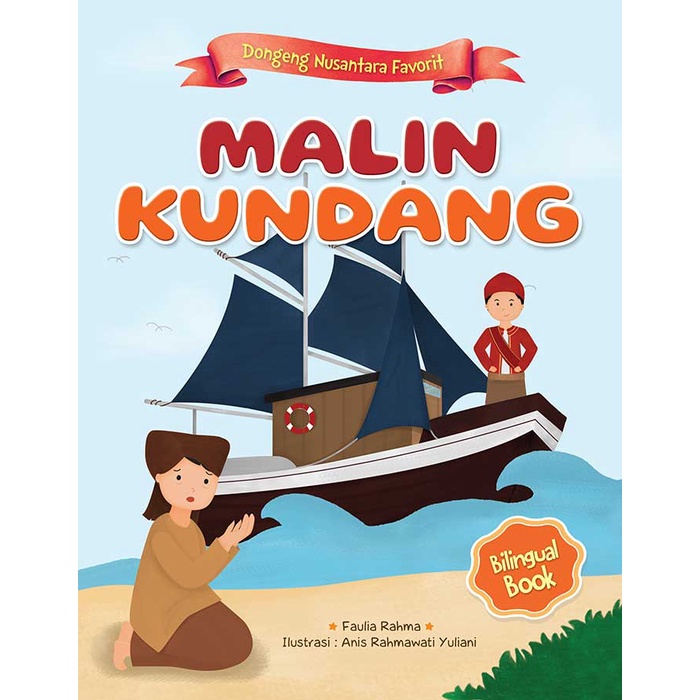 Dongeng Nusantara Favorit
MALIN
KUNDANG
Bilingual
Book
Faulia Rahma
Ilustrasi : Anis Rahmawati Yuliani